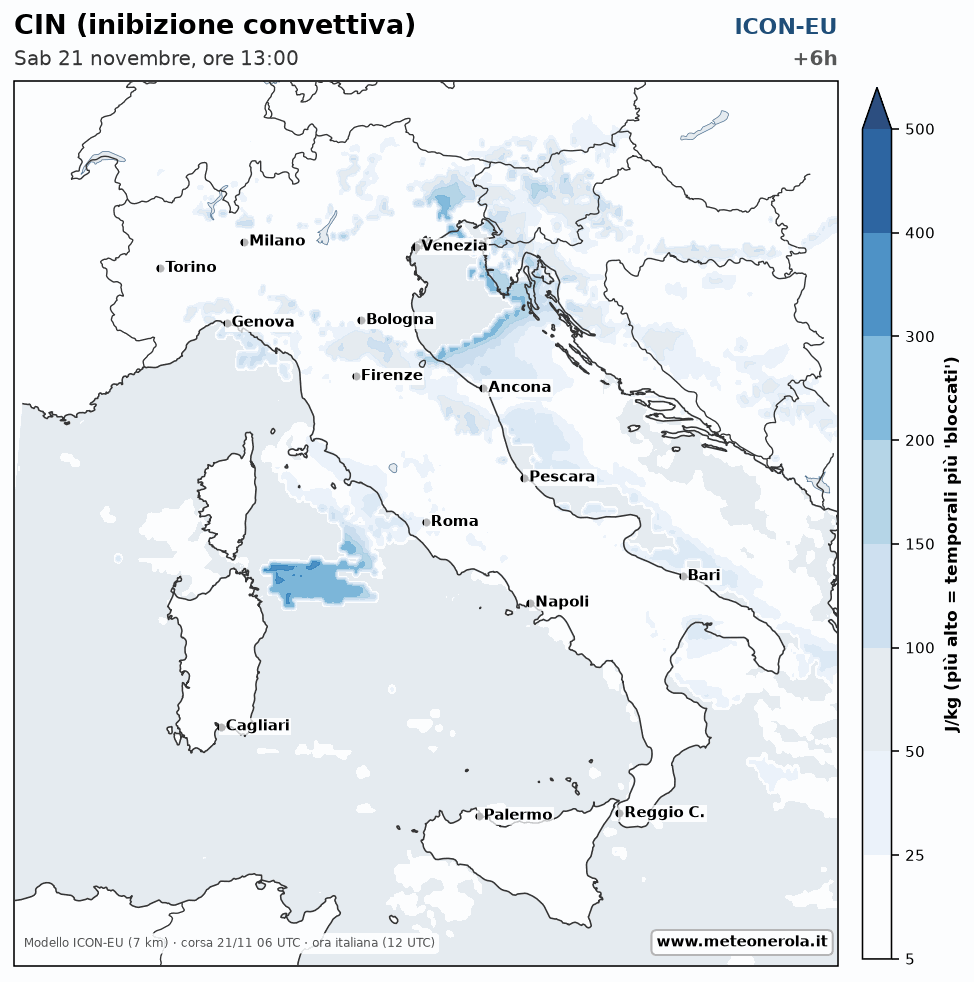 CIN (inibizione convettiva)
ICON-EU
Sab 21 novembre, ore 13:00
+6h
500
400
300
200
150
100
50
25
5
J/kg (più alto = temporali più 'bloccati')
Milano
Venezia
Torino
Genova
Bologna
Firenze
Ancona
Pescara
Roma
Bari
Napoli
Cagliari
Palermo
Reggio C.
Modello ICON-EU (7 km) · corsa 21/11 06 UTC · ora italiana (12 UTC)
www.meteonerola.it